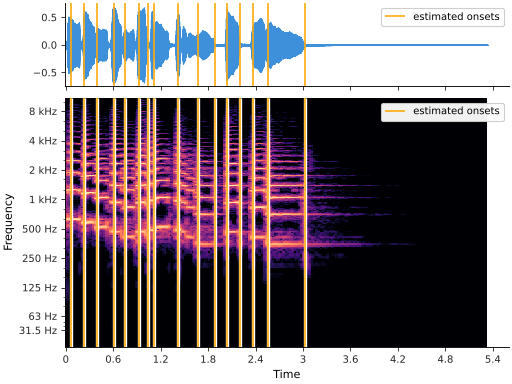 0.5
0.0
−0.5
estimated onsets
8 kHz
4 kHz
2 kHz
1 kHz
500 Hz
250 Hz
125 Hz
63 Hz
31.5 Hz
Frequency
estimated onsets
0 0.6 1.2 1.8 2.4 3 3.6 4.2 4.8 5.4
Time